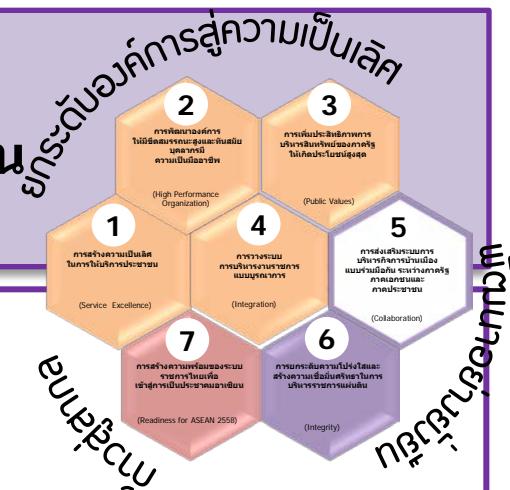 ยกระดับองค์การสู่ความเป็นเลิศ
น
2
การพัฒนาองค์การ
ให้มีขีดสมรรถนะสูงและทันสมัย
บุคลากรมี
ความเป็นมืออาชีพ
(High Performance
Organization)
3
การเพิ่มประสิทธิภาพการ
บริหารสินทรัพย์ของภาครัฐ
ให้เกิดประโยชน์สูงสุด
(Public Values)
1
การสร้างความเป็นเลิศ
ในการให้บริการประชาชน
(Service Excellence)
4
การวางระบบ
การบริหารงานราชการ
แบบบูรณาการ
(Integration)
5
การส่งเสริมระบบการ
บริหารกิจการบ้านเมือง
แบบร่วมมือกัน ระหว่างภาครัฐ
ภาคเอกชนและ
ภาคประชาชน
(Collaboration)
7
การสร้างความพร้อมของระบบ
ราชการไทยเพื่อ
เข้าสู่การเป็นประชาคมอาเซียน
(Readiness for ASEAN 2558)
6
การยกระดับความโปร่งใสและ
สร้างความเชื่อมั่นศรัทธาในการ
บริหารราชการแผ่นดิน
(Integrity)
ก้าวสู่สากล
พัฒนาอย่างยั่งยืน